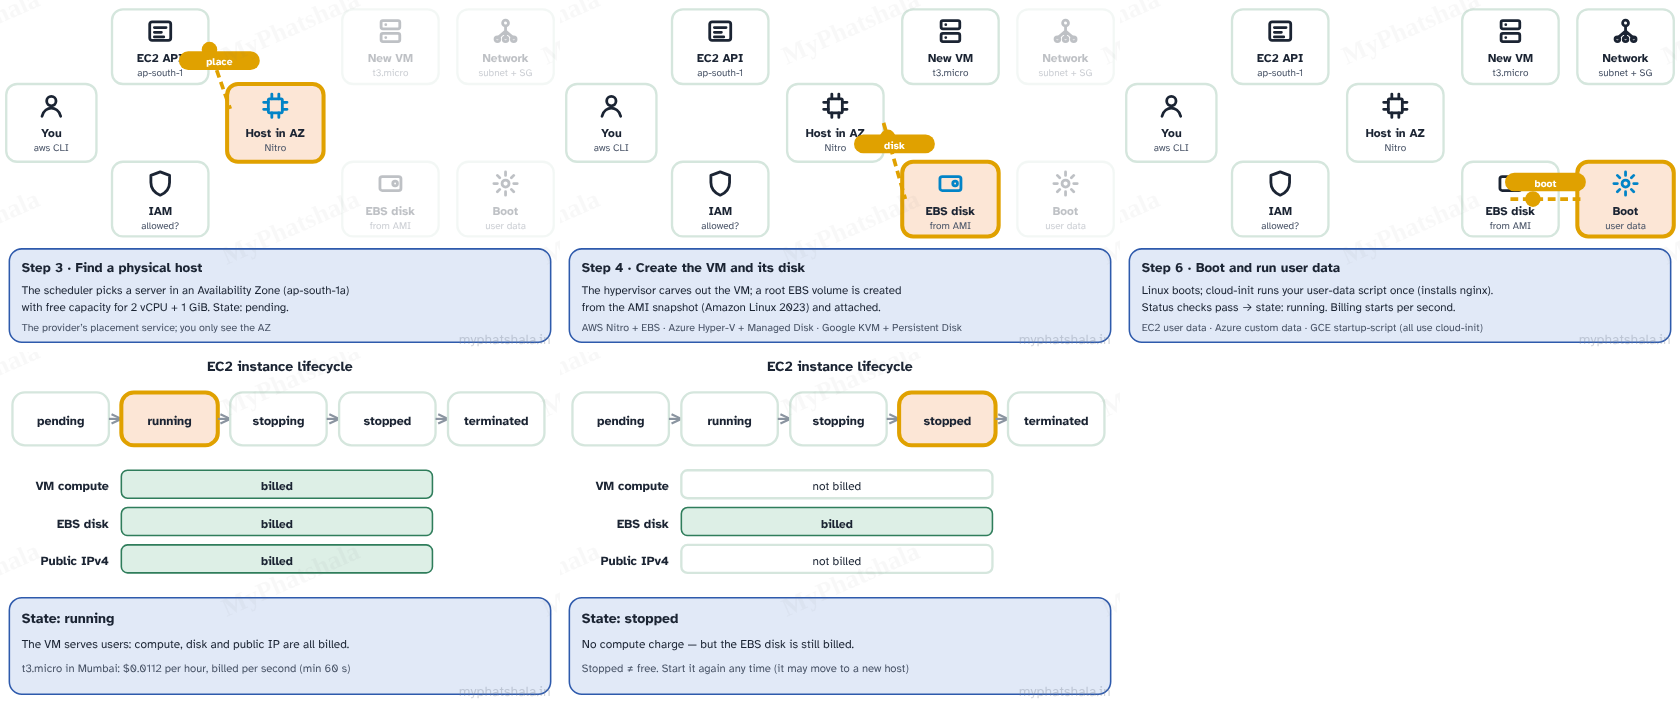 EC2 API
ap-south-1
place
New VM
t3.micro
Network
subnet + SG
You
aws CLI
Host in AZ
Nitro
IAM
allowed?
EBS disk
from AMI
Boot
user data
Step 3 · Find a physical host
The scheduler picks a server in an Availability Zone (ap-south-1a)
with free capacity for 2 vCPU + 1 GiB. State: pending.
The provider's placement service; you only see the AZ
myphatshala.in
EC2 API
ap-south-1
New VM
t3.micro
Network
subnet + SG
You
aws CLI
Host in AZ
Nitro
disk
IAM
allowed?
EBS disk
from AMI
Boot
user data
Step 4 · Create the VM and its disk
The hypervisor carves out the VM; a root EBS volume is created
from the AMI snapshot (Amazon Linux 2023) and attached.
AWS Nitro + EBS · Azure Hyper-V + Managed Disk · Google KVM + Persistent Disk
myphatshala.in
EC2 API
ap-south-1
New VM
t3.micro
Network
subnet + SG
You
aws CLI
Host in AZ
Nitro
IAM
allowed?
boot
EBS disk
from AMI
Boot
user data
Step 6 · Boot and run user data
Linux boots; cloud-init runs your user-data script once (installs nginx).
Status checks pass → state: running. Billing starts per second.
EC2 user data · Azure custom data · GCE startup-script (all use cloud-init)
myphatshala.in
EC2 instance lifecycle
pending
running
stopping
stopped
terminated
VM compute
billed
EBS disk
billed
Public IPv4
billed
State: running
The VM serves users: compute, disk and public IP are all billed.
t3.micro in Mumbai: $0.0112 per hour, billed per second (min 60 s)
myphatshala.in
EC2 instance lifecycle
pending
running
stopping
stopped
terminated
VM compute
not billed
EBS disk
billed
Public IPv4
not billed
State: stopped
No compute charge — but the EBS disk is still billed.
Stopped ≠ free. Start it again any time (it may move to a new host)
myphatshala.in
MyPhatshala